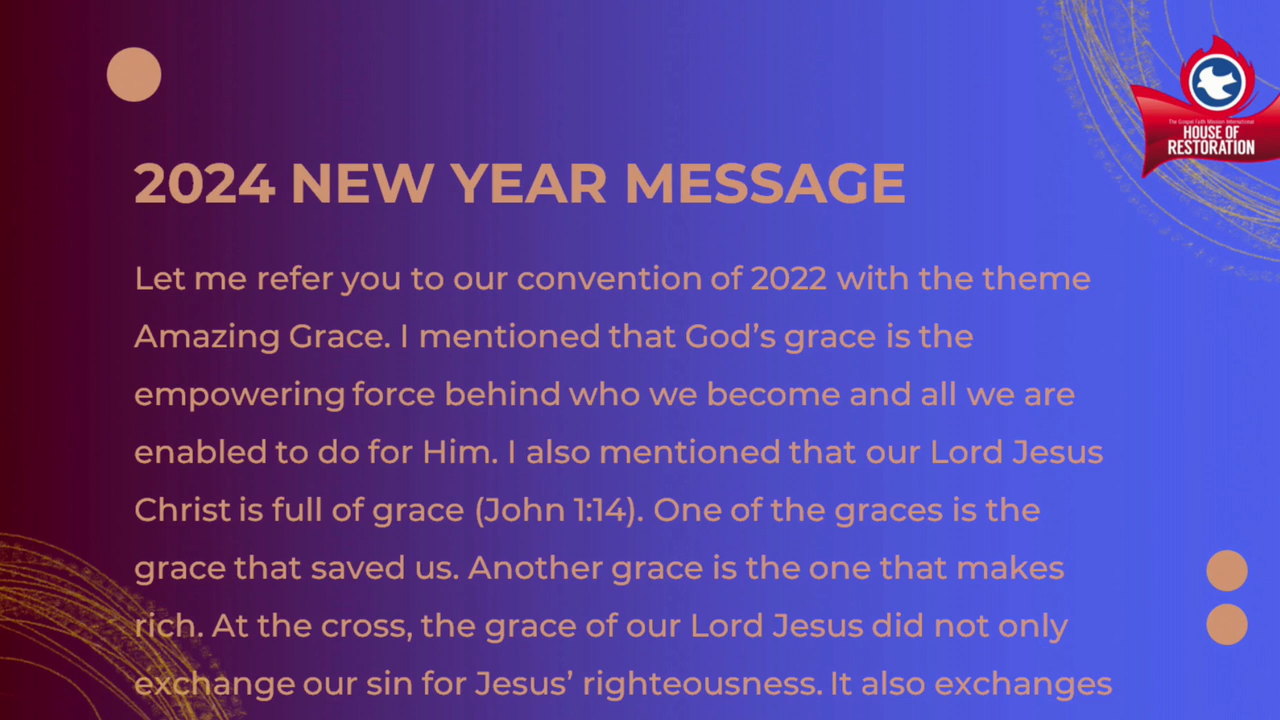 The Gospel Faith Mission International
HOUSE OF
RESTORATION
2024 NEW YEAR MESSAGE
Let me refer you to our convention of 2022 with the theme
Amazing Grace. I mentioned that God’s grace is the
empowering force behind who we become and all we are
enabled to do for Him. I also mentioned that our Lord Jesus
Christ is full of grace (John 1:14). One of the graces is the
grace that saved us. Another grace is the one that makes
rich. At the cross, the grace of our Lord Jesus did not only
exchange our sin for Jesus’ righteousness. It also exchanges